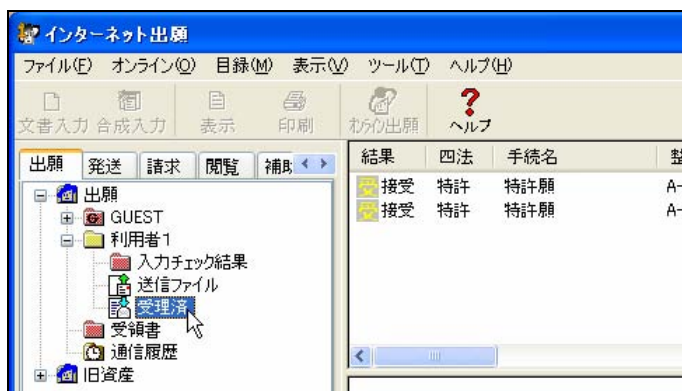 インターネット出願
ファイル(F) オンライン(O) 目録(M) 表示(V) ツール(T) ヘルプ(H)
文書入力 合成入力 表示 印刷 オンライン出願 ヘルプ
出願 発送 請求 閲覧 補助
結果 四法 手続名 整
受 接受 特許 特許願 A-
受 接受 特許 特許願 A-
出願
GUEST
利用者1
入力チェック結果
送信ファイル
受理済
受領書
通信履歴
旧資産